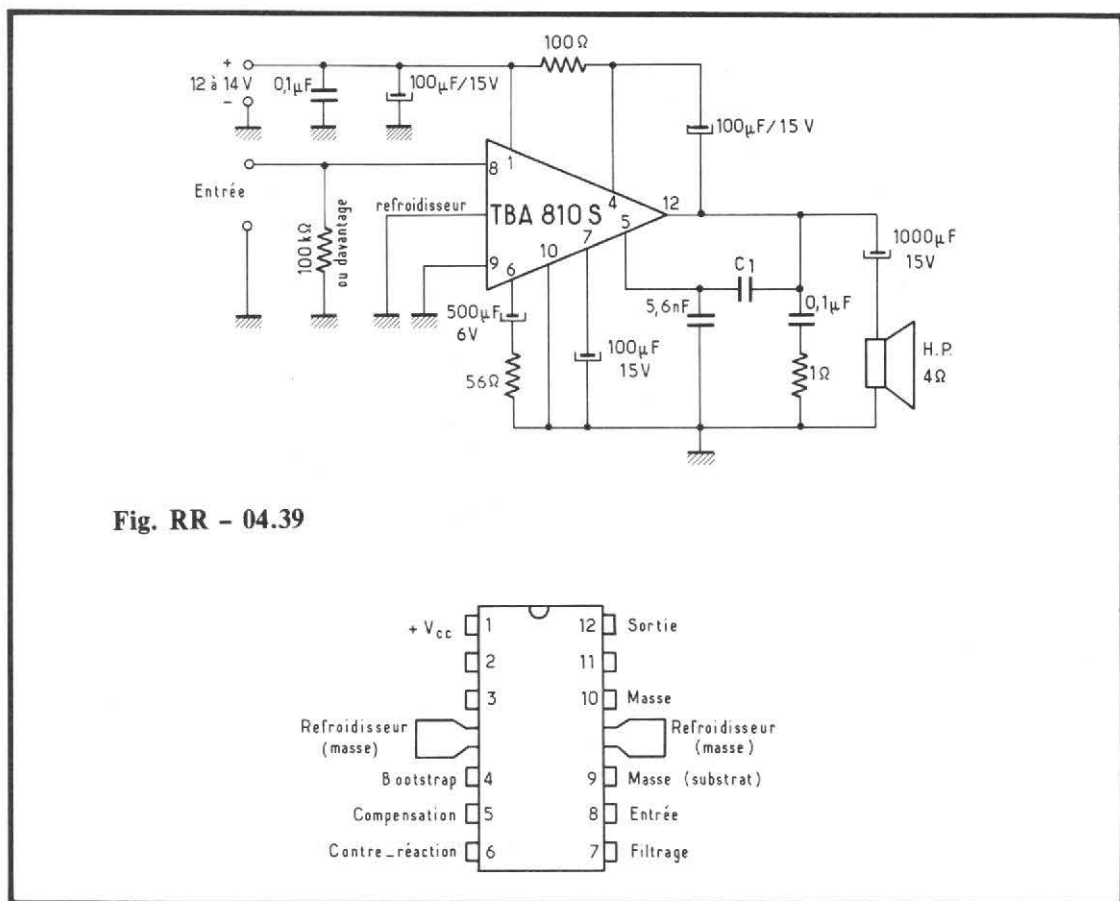 100Ω
+
12 à 14 V
−
0,1µF
100µF/15V
100µF/15 V
Entrée
100kΩ
ou davantage
refroidisseur
8
1
4
12
TBA 810 S
5
7
10
9
6
500µF
6V
56Ω
100µF
15V
5,6nF
C1
0,1µF
1Ω
1000µF
15V
H.P.
4Ω
Fig. RR - 04.39
+ Vcc
1
12
Sortie
2
11
3
10
Masse
Refroidisseur
(masse)
Refroidisseur
(masse)
Bootstrap
4
9
Masse (substrat)
Compensation
5
8
Entrée
Contre_réaction
6
7
Filtrage